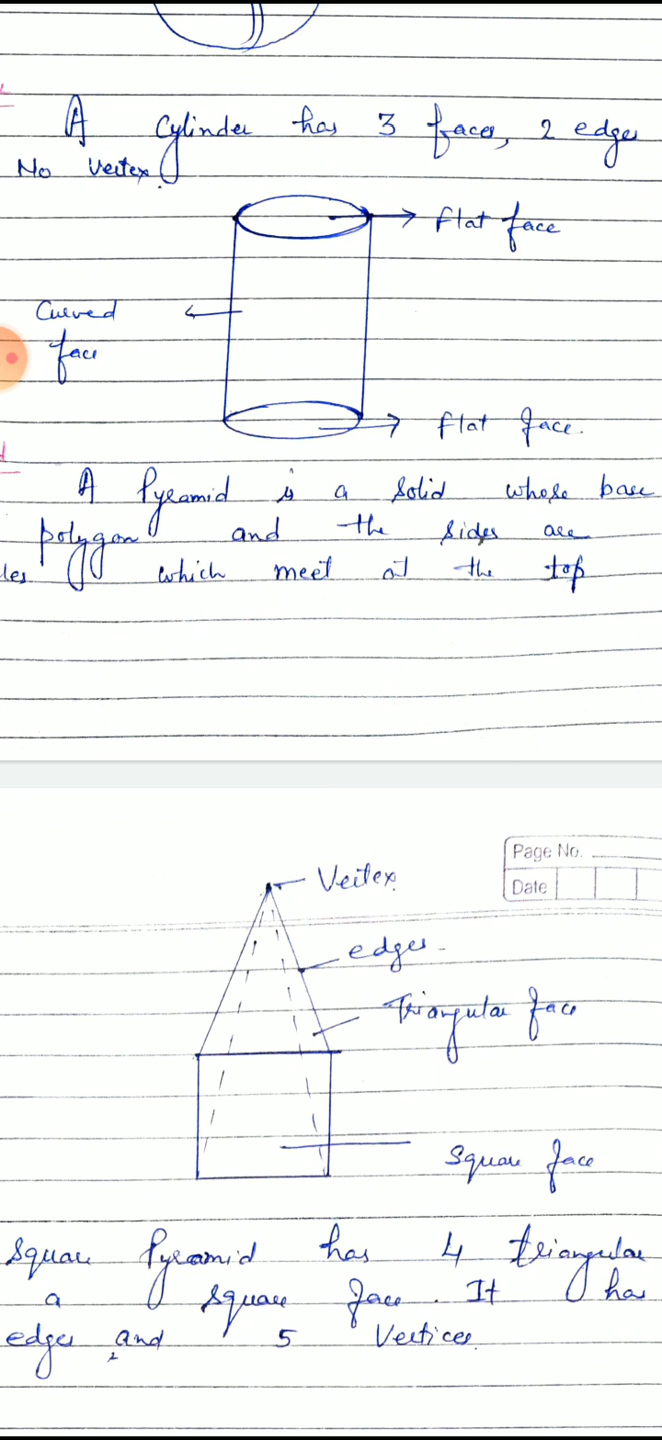 A Cylinder has 3 faces, 2 edges
No Vertex.
Flat face
Curved
face
Flat face.
A Pyramid is a solid whose base
polygon and the sides are
les which meet at the top
Page No.
Date
Vertex
edges
Triangular face
Square face
Square Pyramid has 4 triangular
a square face. It has
edges and 5 Vertices.